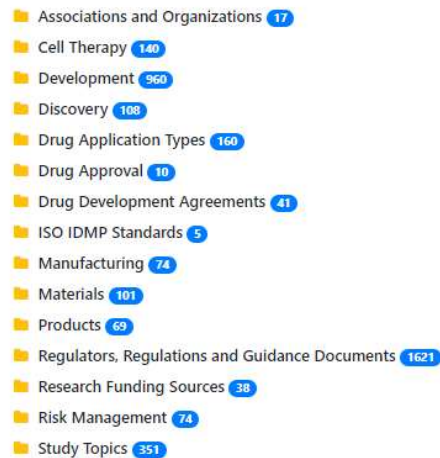 Associations and Organizations 17
Cell Therapy 140
Development 960
Discovery 108
Drug Application Types 160
Drug Approval 10
Drug Development Agreements 41
ISO IDMP Standards 5
Manufacturing 74
Materials 101
Products 69
Regulators, Regulations and Guidance Documents 1621
Research Funding Sources 38
Risk Management 74
Study Topics 351